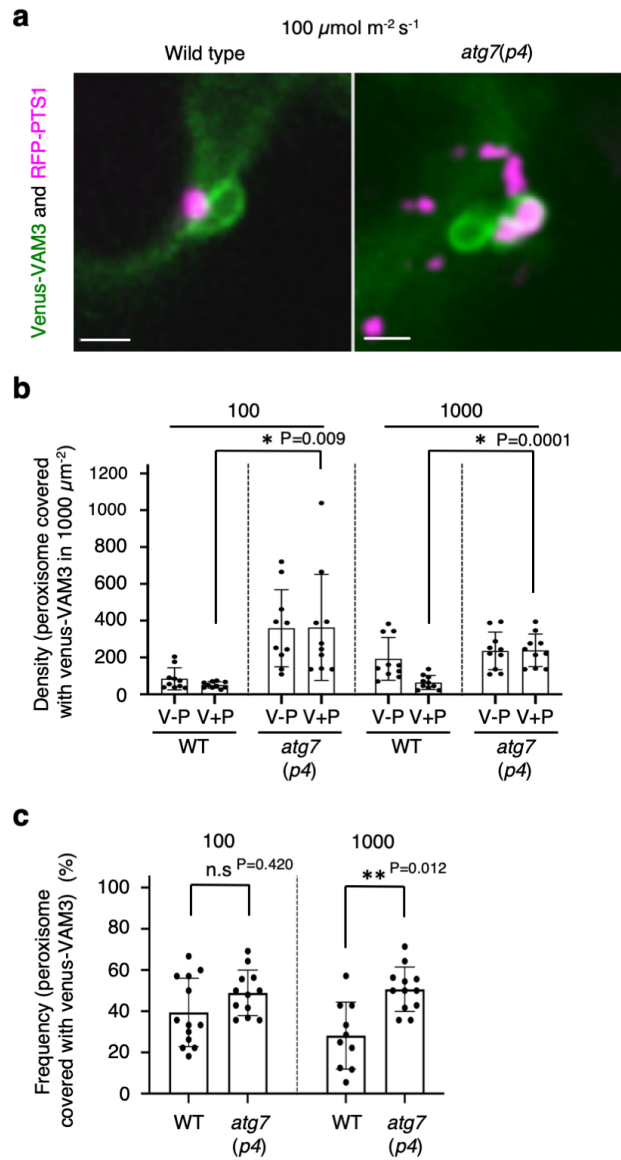 a
100 µmol m-2 s-1
Wild type
atg7(p4)
Venus-VAM3 and RFP-PTS1
b
100
1000
* P=0.009
* P=0.0001
Density (peroxisome covered
with venus-VAM3 in 1000 µm-2)
1200
1000
800
600
400
200
0
V-P V+P V-P V+P V-P V+P V-P V+P
WT atg7 WT atg7
(p4) (p4)
c
100
1000
n.s P=0.420
** P=0.012
Frequency (peroxisome
covered with venus-VAM3) (%)
100
80
60
40
20
0
WT atg7 WT atg7
(p4) (p4)